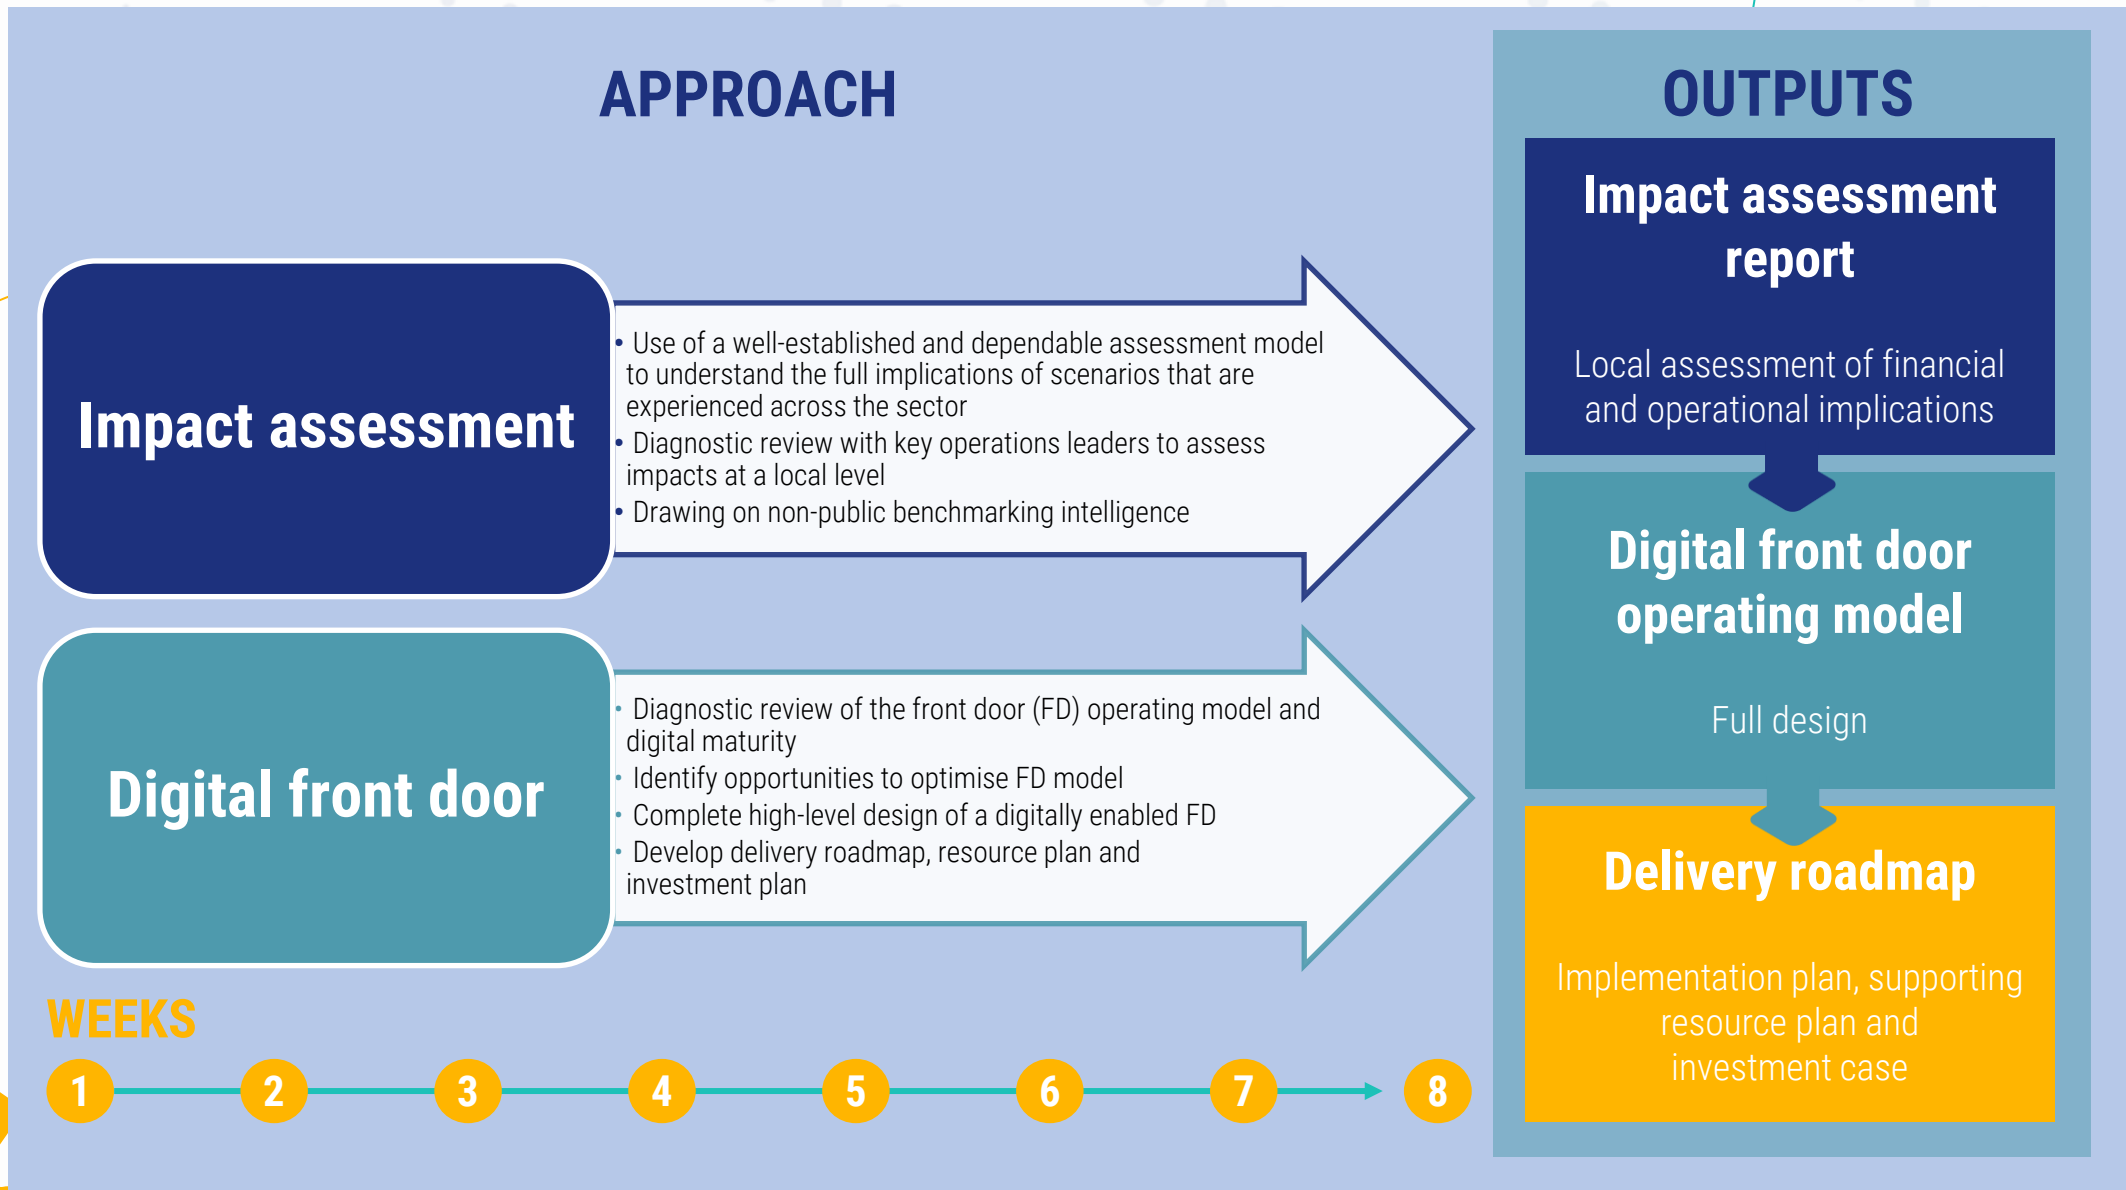 APPROACH
Impact assessment
• Use of a well-established and dependable assessment model
to understand the full implications of scenarios that are
experienced across the sector
• Diagnostic review with key operations leaders to assess
impacts at a local level
• Drawing on non-public benchmarking intelligence
Digital front door
• Diagnostic review of the front door (FD) operating model and
digital maturity
• Identify opportunities to optimise FD model
• Complete high-level design of a digitally enabled FD
• Develop delivery roadmap, resource plan and
investment plan
WEEKS
1 2 3 4 5 6 7 8
OUTPUTS
Impact assessment
report
Local assessment of financial
and operational implications
Digital front door
operating model
Full design
Delivery roadmap
Implementation plan, supporting
resource plan and
investment case